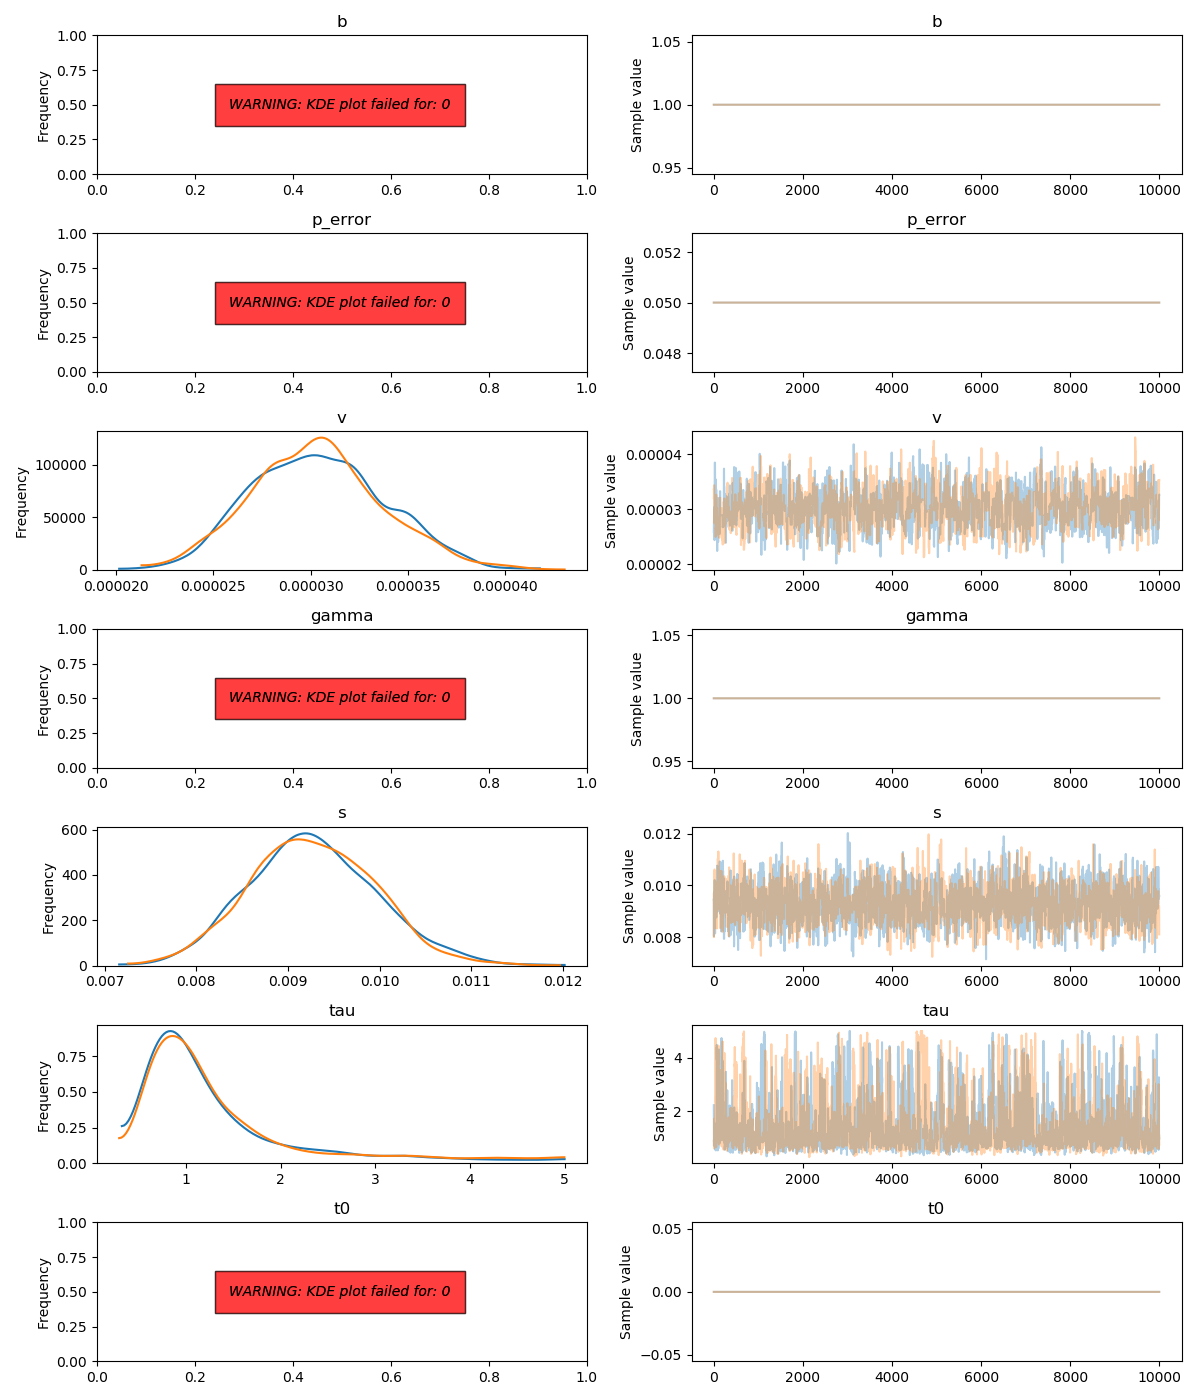 b
1.00
0.75
0.50
0.25
0.00
Frequency
WARNING: KDE plot failed for: 0
0.0 0.2 0.4 0.6 0.8 1.0
b
1.05
1.00
0.95
Sample value
0 2000 4000 6000 8000 10000
p_error
1.00
0.75
0.50
0.25
0.00
Frequency
WARNING: KDE plot failed for: 0
0.0 0.2 0.4 0.6 0.8 1.0
p_error
0.052
0.050
0.048
Sample value
0 2000 4000 6000 8000 10000
v
100000
50000
0
Frequency
0.000020 0.000025 0.000030 0.000035 0.000040
v
0.00004
0.00003
0.00002
Sample value
0 2000 4000 6000 8000 10000
gamma
1.00
0.75
0.50
0.25
0.00
Frequency
WARNING: KDE plot failed for: 0
0.0 0.2 0.4 0.6 0.8 1.0
gamma
1.05
1.00
0.95
Sample value
0 2000 4000 6000 8000 10000
s
600
400
200
0
Frequency
0.007 0.008 0.009 0.010 0.011 0.012
s
0.012
0.010
0.008
Sample value
0 2000 4000 6000 8000 10000
tau
0.75
0.50
0.25
0.00
Frequency
1 2 3 4 5
tau
4
2
Sample value
0 2000 4000 6000 8000 10000
t0
1.00
0.75
0.50
0.25
0.00
Frequency
WARNING: KDE plot failed for: 0
0.0 0.2 0.4 0.6 0.8 1.0
t0
0.05
0.00
−0.05
Sample value
0 2000 4000 6000 8000 10000